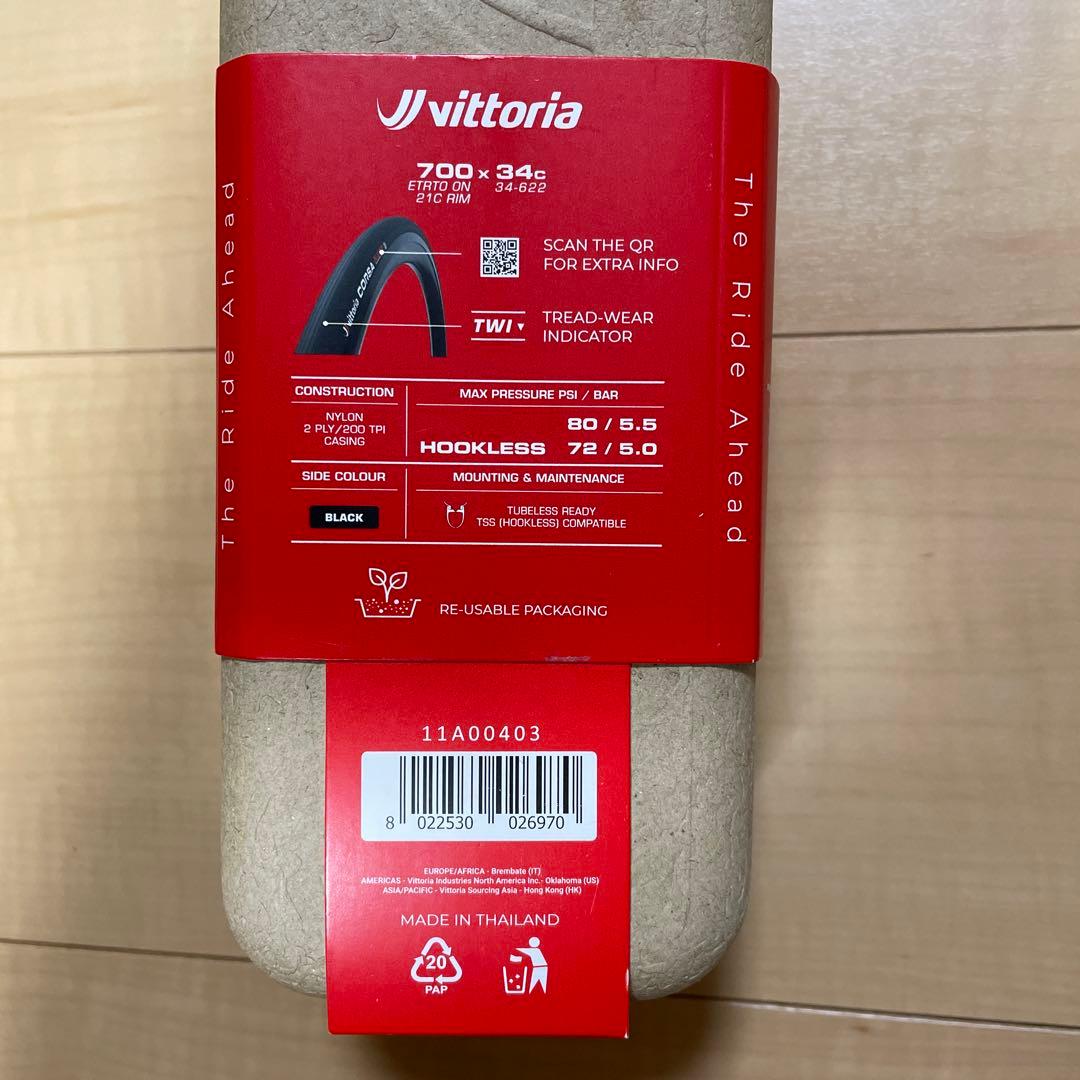 vittoria
700 x 34c
ETRTO ON 34-622
21C RIM
SCAN THE QR
FOR EXTRA INFO
vittoria CORSA
TWI
TREAD-WEAR
INDICATOR
CONSTRUCTION
NYLON
2 PLY/200 TPI
CASING
MAX PRESSURE PSI / BAR
80 / 5.5
HOOKLESS 72 / 5.0
SIDE COLOUR
BLACK
MOUNTING & MAINTENANCE
TUBELESS READY
TSS (HOOKLESS) COMPATIBLE
RE-USABLE PACKAGING
The Ride Ahead
The Ride Ahead
11A00403
8 022530 026970
EUROPE/AFRICA - Brembate (IT)
AMERICAS - Vittoria Industries North America Inc.- Oklahoma (US)
ASIA/PACIFIC - Vittoria Sourcing Asia - Hong Kong (HK)
MADE IN THAILAND
20
PAP